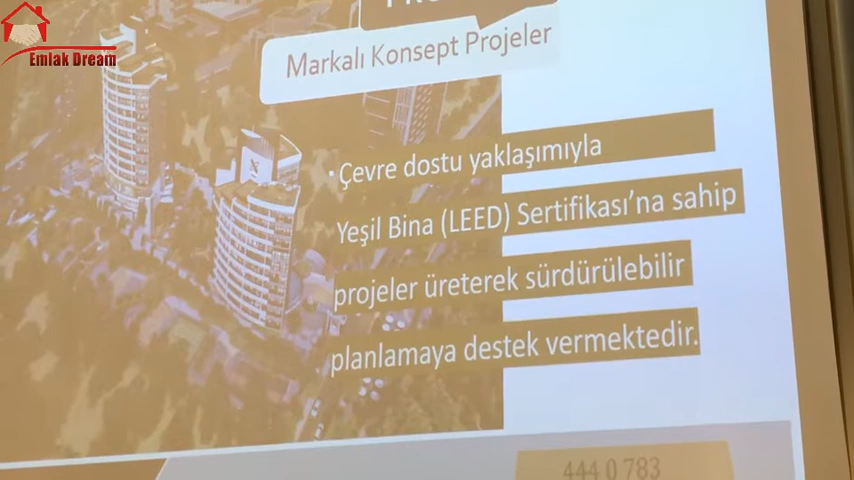 Emlak Dream
Markalı Konsept Projeler
• Çevre dostu yaklaşımıyla
Yeşil Bina (LEED) Sertifikası’na sahip
projeler üreterek sürdürülebilir
planlamaya destek vermektedir.
444 0 783